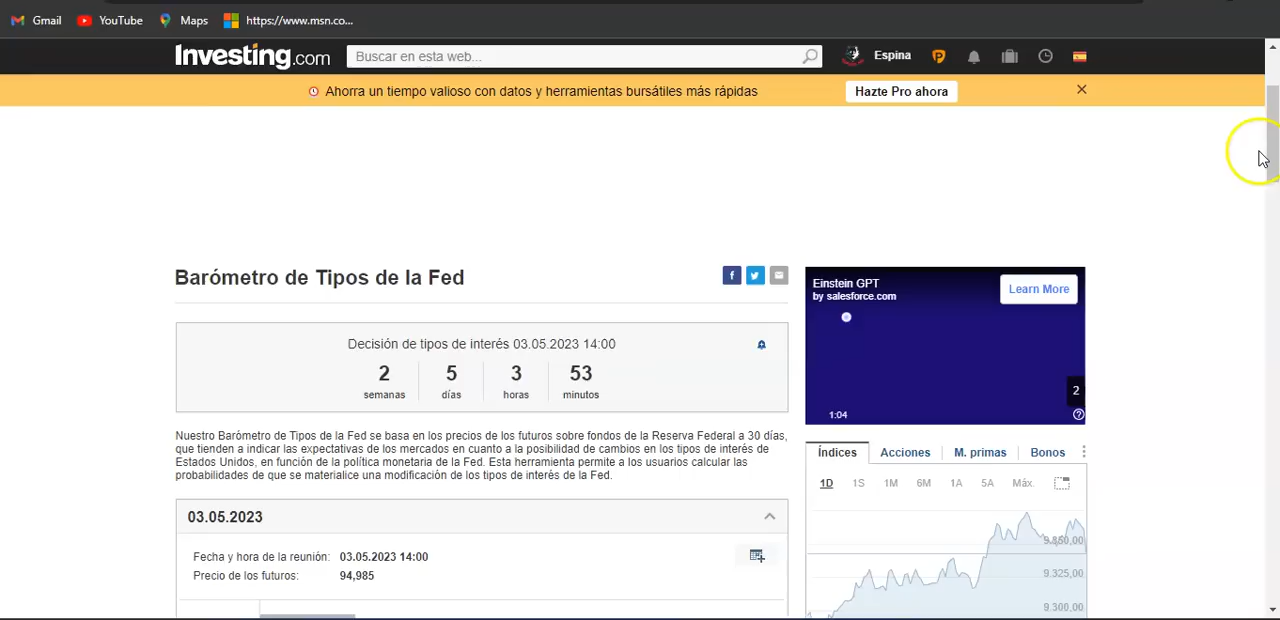 Gmail YouTube Maps https://www.msn.co...
Investing.com Buscar en esta web... Espina
Ahorra un tiempo valioso con datos y herramientas bursátiles más rápidas Hazte Pro ahora
Barómetro de Tipos de la Fed
Decisión de tipos de interés 03.05.2023 14:00
2 5 3 53
semanas días horas minutos
Nuestro Barómetro de Tipos de la Fed se basa en los precios de los futuros sobre fondos de la Reserva Federal a 30 días,
que tienden a indicar las expectativas de los mercados en cuanto a la posibilidad de cambios en los tipos de interés de
Estados Unidos, en función de la política monetaria de la Fed. Esta herramienta permite a los usuarios calcular las
probabilidades de que se materialice una modificación de los tipos de interés de la Fed.
03.05.2023
Fecha y hora de la reunión: 03.05.2023 14:00
Precio de los futuros: 94,985
Einstein GPT
by salesforce.com
Learn More
2
1:04
Índices Acciones M. primas Bonos
1D 1S 1M 6M 1A 5A Máx.
9.350,00
9.325,00
9.300,00